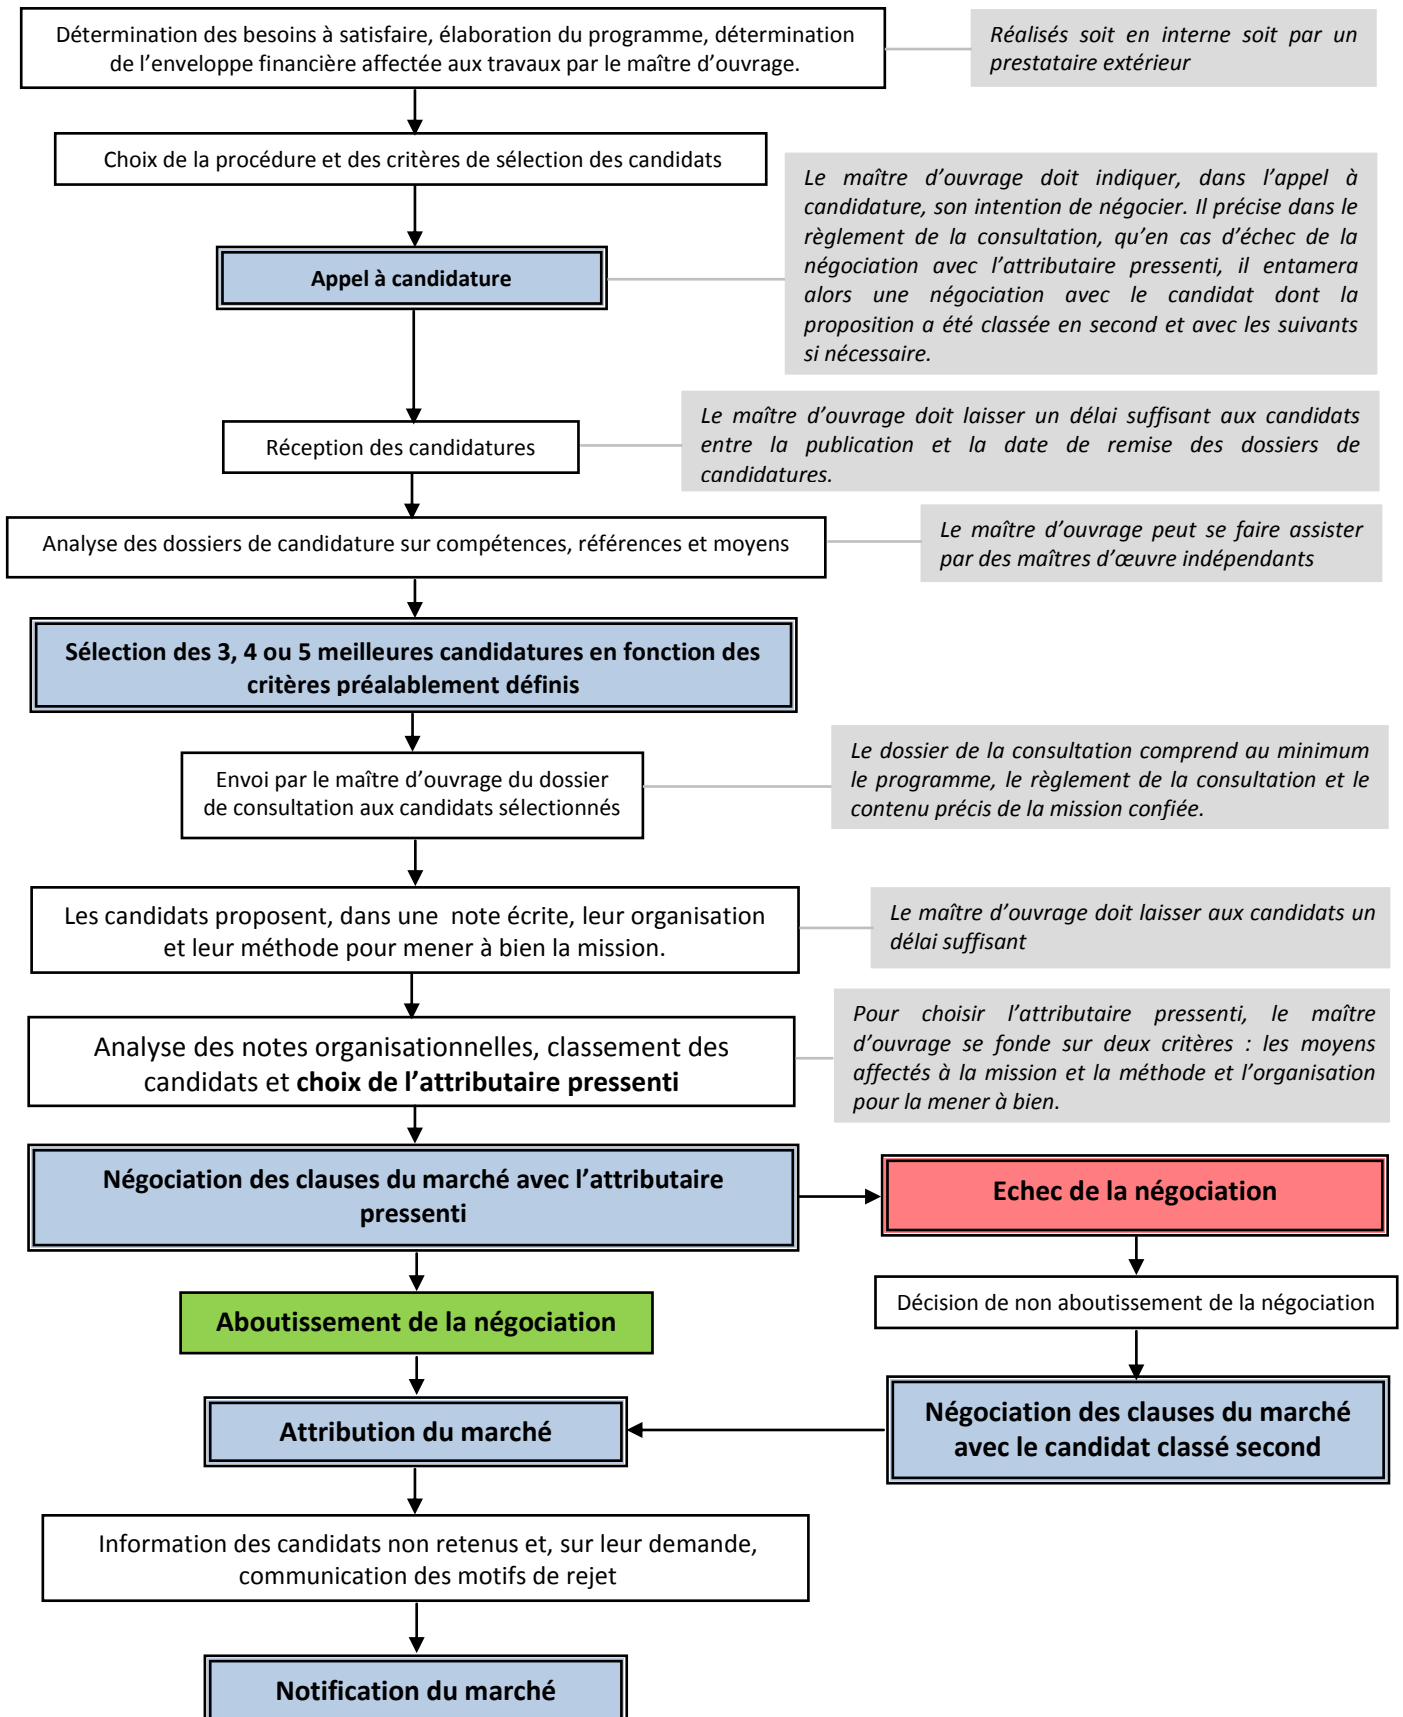 Détermination des besoins à satisfaire, élaboration du programme, détermination
de l’enveloppe financière affectée aux travaux par le maître d’ouvrage.
Réalisés soit en interne soit par un
prestataire extérieur
Choix de la procédure et des critères de sélection des candidats
Le maître d’ouvrage doit indiquer, dans l’appel à
candidature, son intention de négocier. Il précise dans le
règlement de la consultation, qu’en cas d’échec de la
négociation avec l’attributaire pressenti, il entamera
alors une négociation avec le candidat dont la
proposition a été classée en second et avec les suivants
si nécessaire.
Appel à candidature
Réception des candidatures
Le maître d’ouvrage doit laisser un délai suffisant aux candidats
entre la publication et la date de remise des dossiers de
candidatures.
Analyse des dossiers de candidature sur compétences, références et moyens
Le maître d’ouvrage peut se faire assister
par des maîtres d’œuvre indépendants
Sélection des 3, 4 ou 5 meilleures candidatures en fonction des
critères préalablement définis
Envoi par le maître d’ouvrage du dossier
de consultation aux candidats sélectionnés
Le dossier de la consultation comprend au minimum
le programme, le règlement de la consultation et le
contenu précis de la mission confiée.
Les candidats proposent, dans une note écrite, leur organisation
et leur méthode pour mener à bien la mission.
Le maître d’ouvrage doit laisser aux candidats un
délai suffisant
Analyse des notes organisationnelles, classement des
candidats et choix de l’attributaire pressenti
Pour choisir l’attributaire pressenti, le maître
d’ouvrage se fonde sur deux critères : les moyens
affectés à la mission et la méthode et l’organisation
pour la mener à bien.
Négociation des clauses du marché avec l’attributaire
pressenti
Echec de la négociation
Aboutissement de la négociation
Décision de non aboutissement de la négociation
Attribution du marché
Négociation des clauses du marché
avec le candidat classé second
Information des candidats non retenus et, sur leur demande,
communication des motifs de rejet
Notification du marché